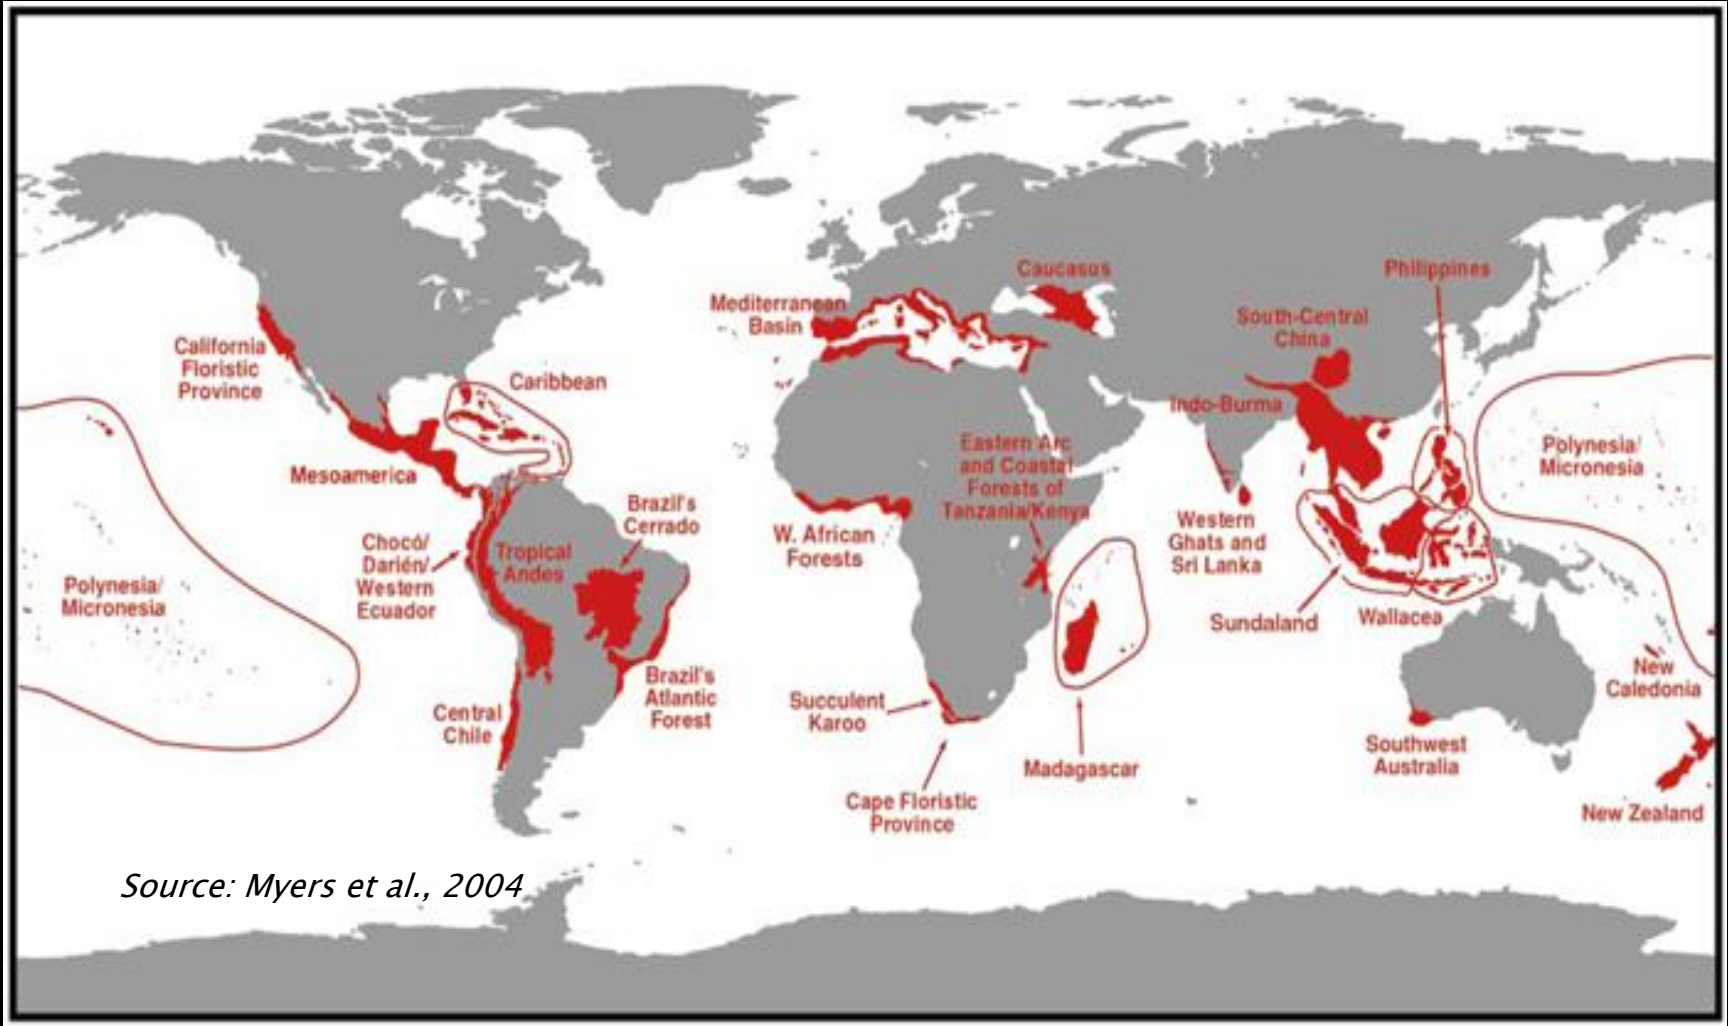 Caucasus
Philippines
Mediterranean
Basin
South-Central
China
California
Floristic
Province
Caribbean
Indo-Burma
Eastern Arc
and Coastal
Forests of
Tanzania/Kenya
Polynesia/
Micronesia
Mesoamerica
Brazil's
Cerrado
W. African
Forests
Western
Ghats and
Sri Lanka
Chocó/
Darién/
Western
Ecuador
Tropical
Andes
Polynesia/
Micronesia
Sundaland
Wallacea
New
Caledonia
Brazil's
Atlantic
Forest
Succulent
Karoo
Central
Chile
Madagascar
Southwest
Australia
Cape Floristic
Province
New Zealand
Source: Myers et al., 2004